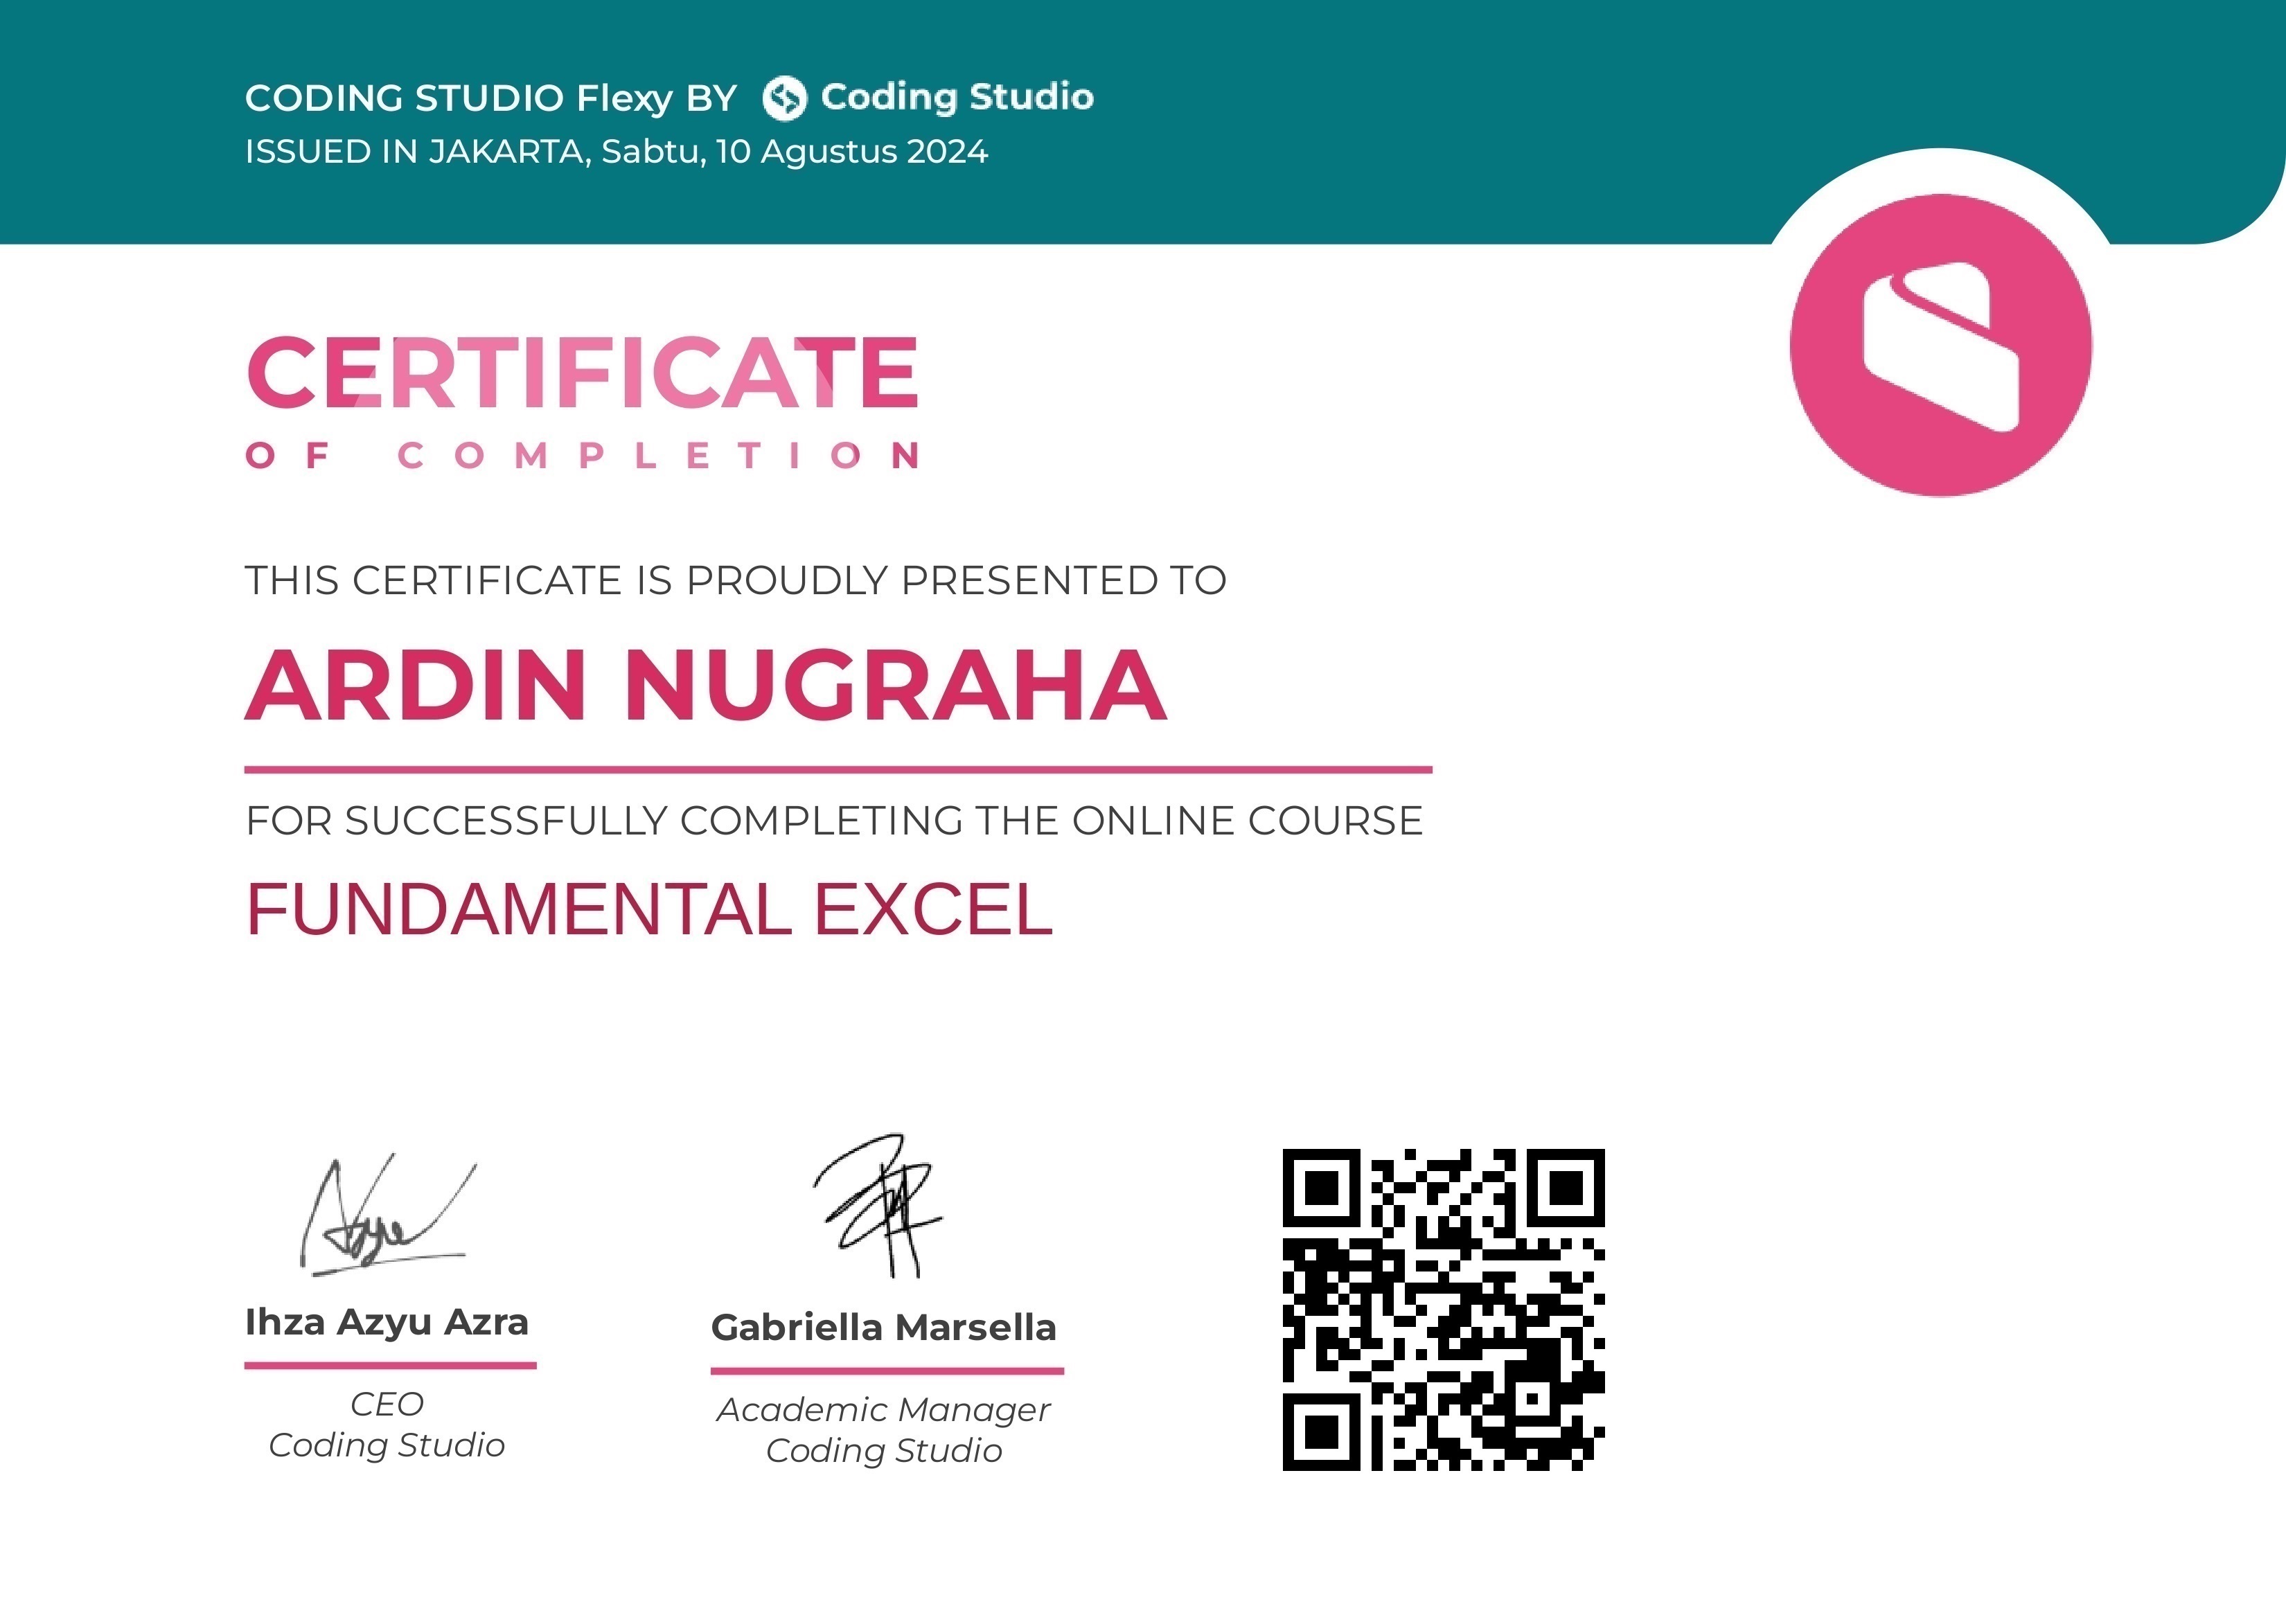 CODING STUDIO Flexy BY Coding Studio
ISSUED IN JAKARTA, Sabtu, 10 Agustus 2024
CERTIFICATE
OF COMPLETION
THIS CERTIFICATE IS PROUDLY PRESENTED TO
ARDIN NUGRAHA
FOR SUCCESSFULLY COMPLETING THE ONLINE COURSE
FUNDAMENTAL EXCEL
Azyu
Ihza Azyu Azra
CEO
Coding Studio
Gabriella Marsella
Academic Manager
Coding Studio